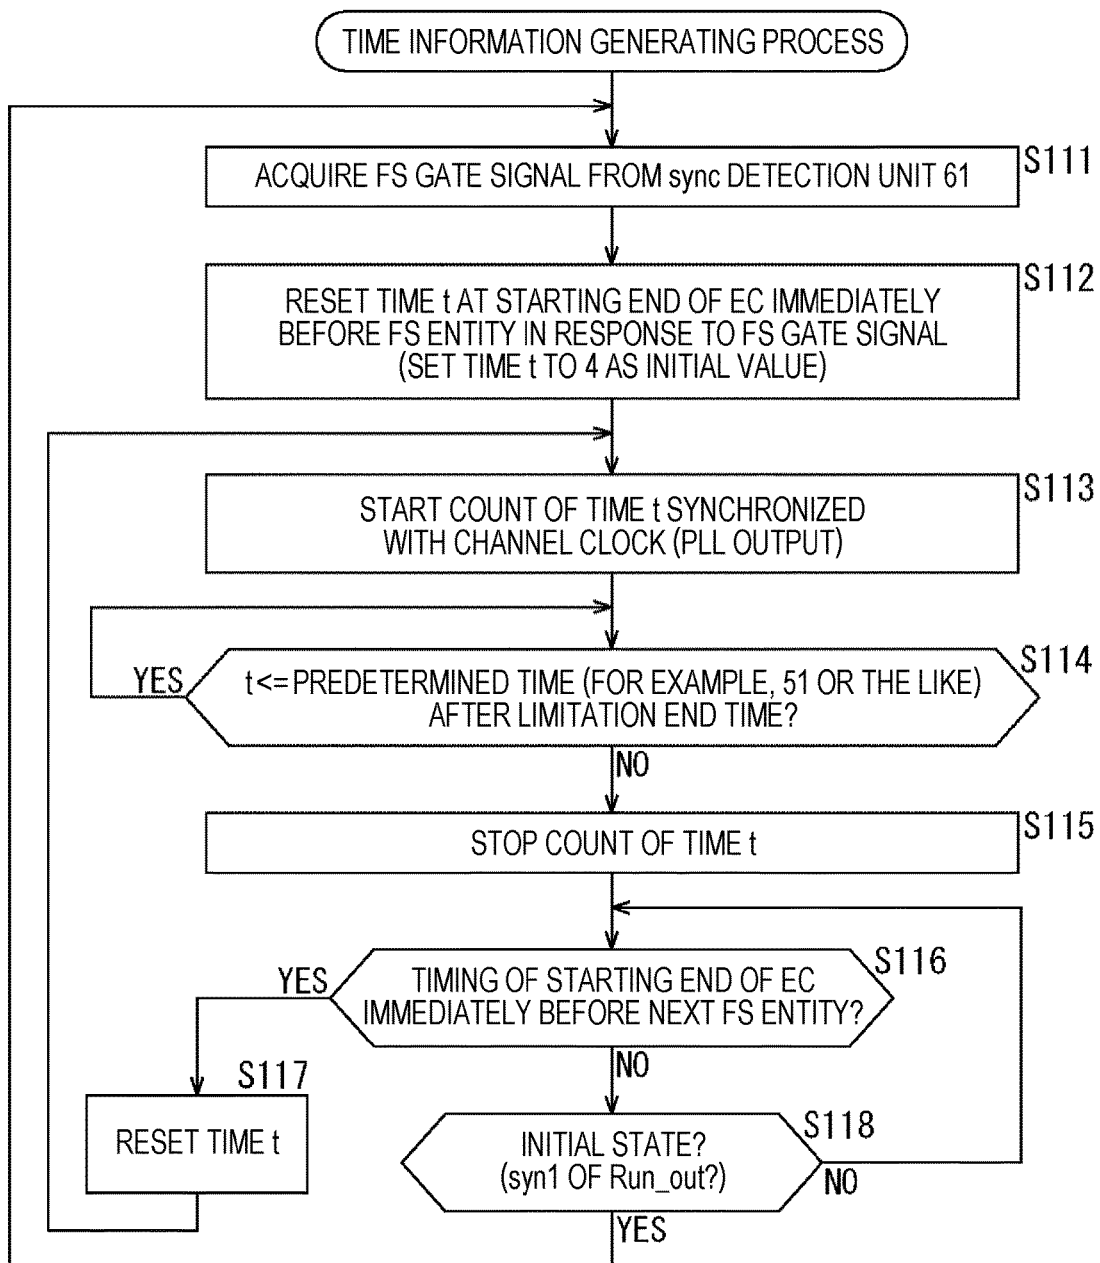 TIME INFORMATION GENERATING PROCESS
ACQUIRE FS GATE SIGNAL FROM sync DETECTION UNIT 61
S111
RESET TIME t AT STARTING END OF EC IMMEDIATELY
BEFORE FS ENTITY IN RESPONSE TO FS GATE SIGNAL
(SET TIME t TO 4 AS INITIAL VALUE)
S112
START COUNT OF TIME t SYNCHRONIZED
WITH CHANNEL CLOCK (PLL OUTPUT)
S113
t<=PREDETERMINED TIME (FOR EXAMPLE, 51 OR THE LIKE)
AFTER LIMITATION END TIME?
S114
YES
NO
STOP COUNT OF TIME t
S115
TIMING OF STARTING END OF EC
IMMEDIATELY BEFORE NEXT FS ENTITY?
S116
YES
NO
S117
RESET TIME t
INITIAL STATE?
(syn1 OF Run_out?)
S118
NO
YES